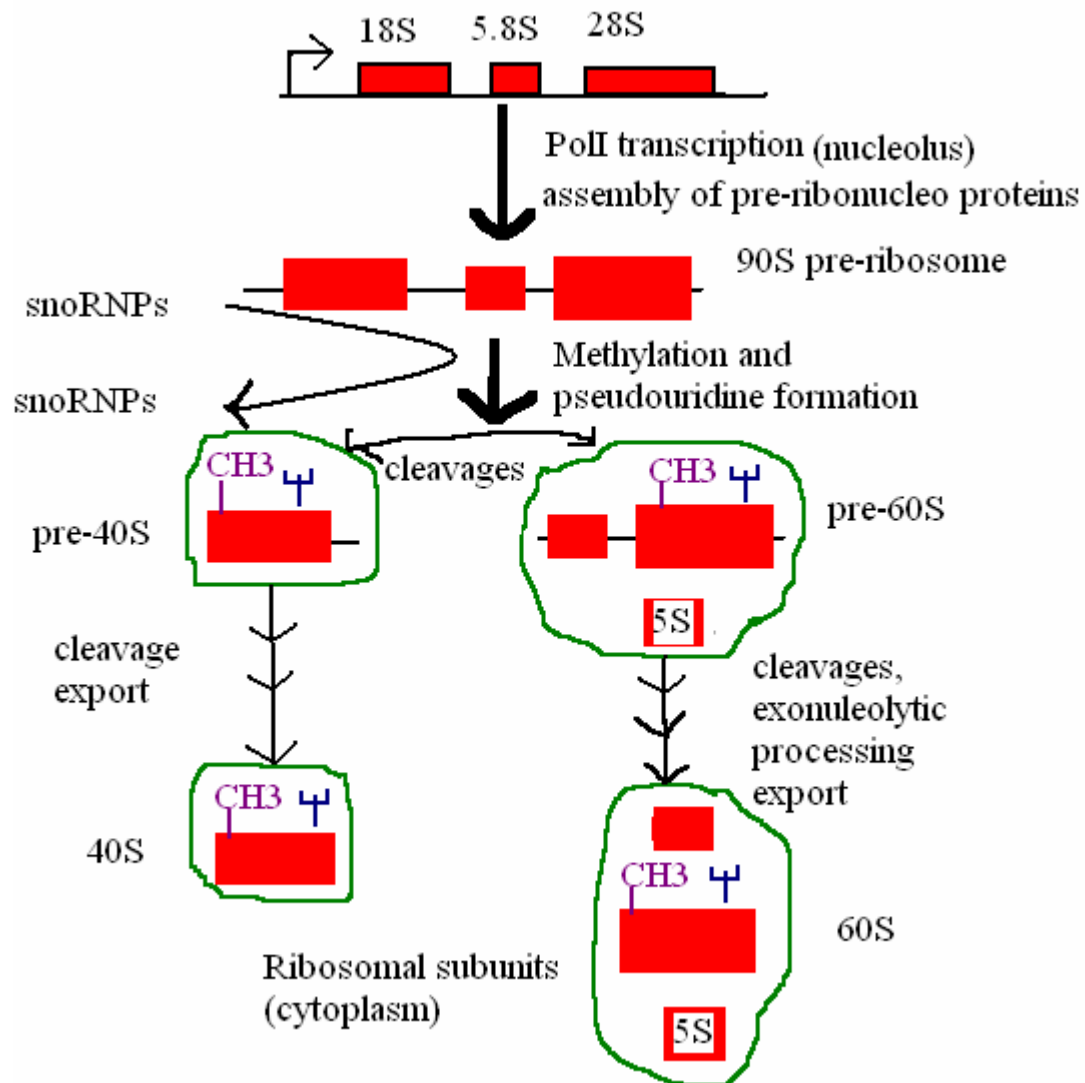 18S 5.8S 28S
PolI transcription (nucleolus)
assembly of pre-ribonucleo proteins
90S pre-ribosome
snoRNPs
Methylation and
pseudouridine formation
snoRNPs
cleavages
CH3 Ψ
CH3 Ψ
pre-40S
pre-60S
5S
cleavage
export
cleavages,
exonuleolytic
processing
export
CH3 Ψ
40S
CH3 Ψ
60S
Ribosomal subunits
(cytoplasm)
5S